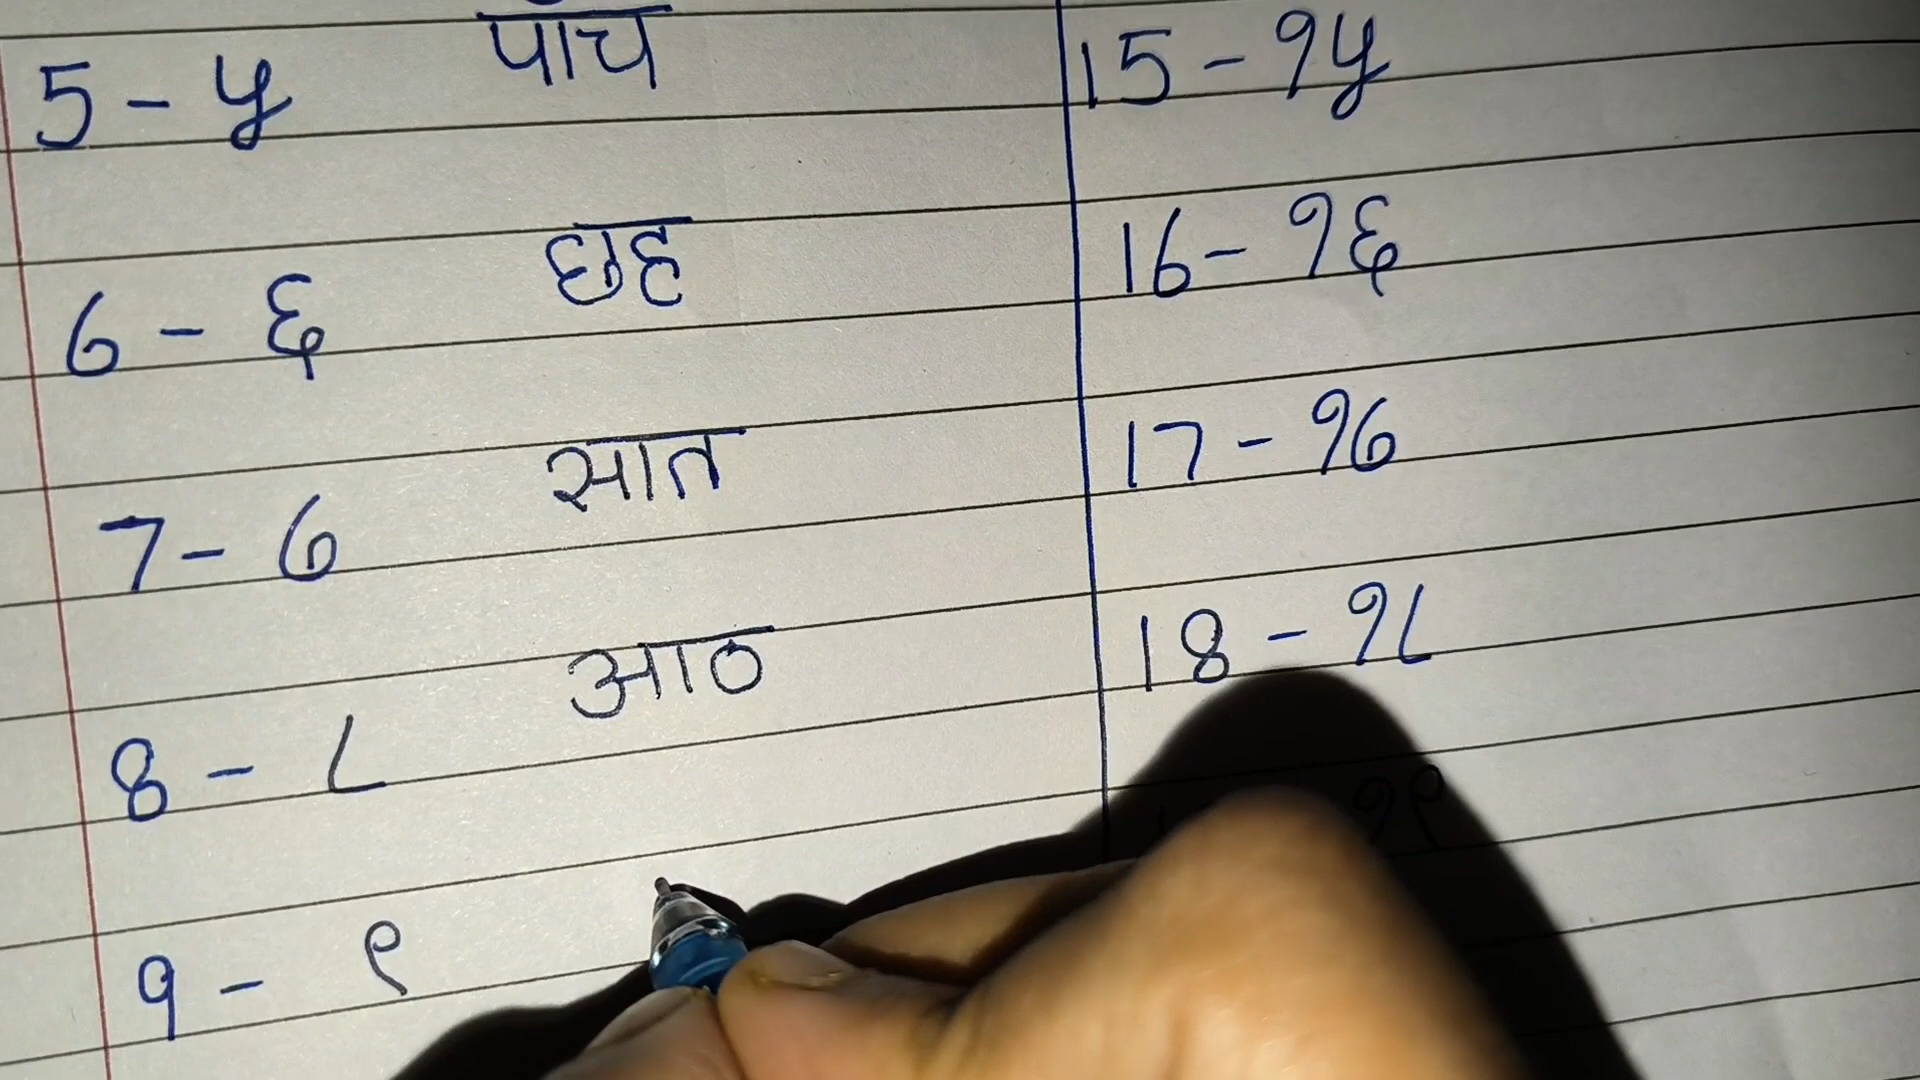 5 - ५ पाँच
6 - ६ छह
7 - ७ सात
8 - ८ आठ
9 - ९
15 - १५
16 - १६
17 - १७
18 - १८
१९